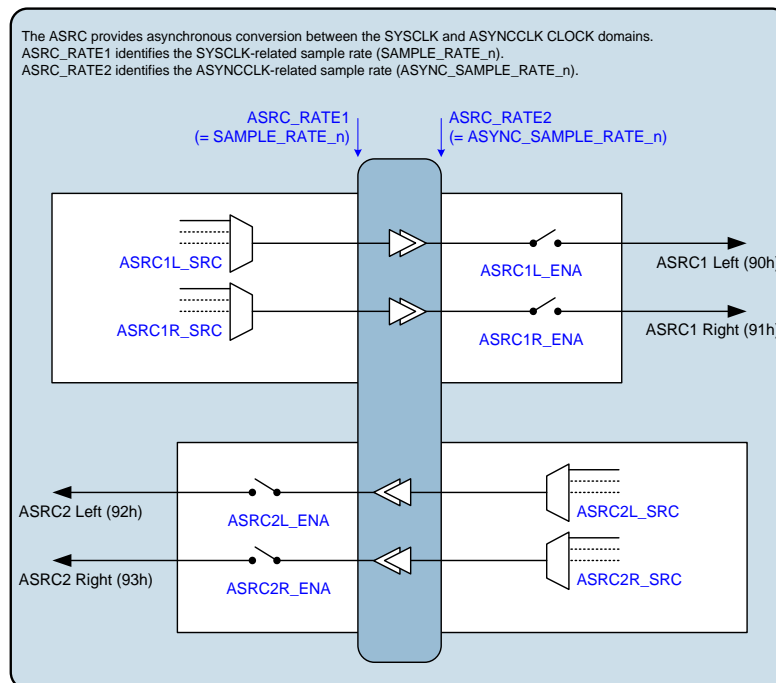 The ASRC provides asynchronous conversion between the SYSCLK and ASYNCCLK CLOCK domains.
ASRC_RATE1 identifies the SYSCLK-related sample rate (SAMPLE_RATE_n).
ASRC_RATE2 identifies the ASYNCCLK-related sample rate (ASYNC_SAMPLE_RATE_n).
ASRC_RATE1
(= SAMPLE_RATE_n)
ASRC_RATE2
(= ASYNC_SAMPLE_RATE_n)
ASRC1L_SRC
ASRC1L_ENA
ASRC1 Left (90h)
ASRC1R_SRC
ASRC1R_ENA
ASRC1 Right (91h)
ASRC2 Left (92h)
ASRC2L_ENA
ASRC2L_SRC
ASRC2 Right (93h)
ASRC2R_ENA
ASRC2R_SRC